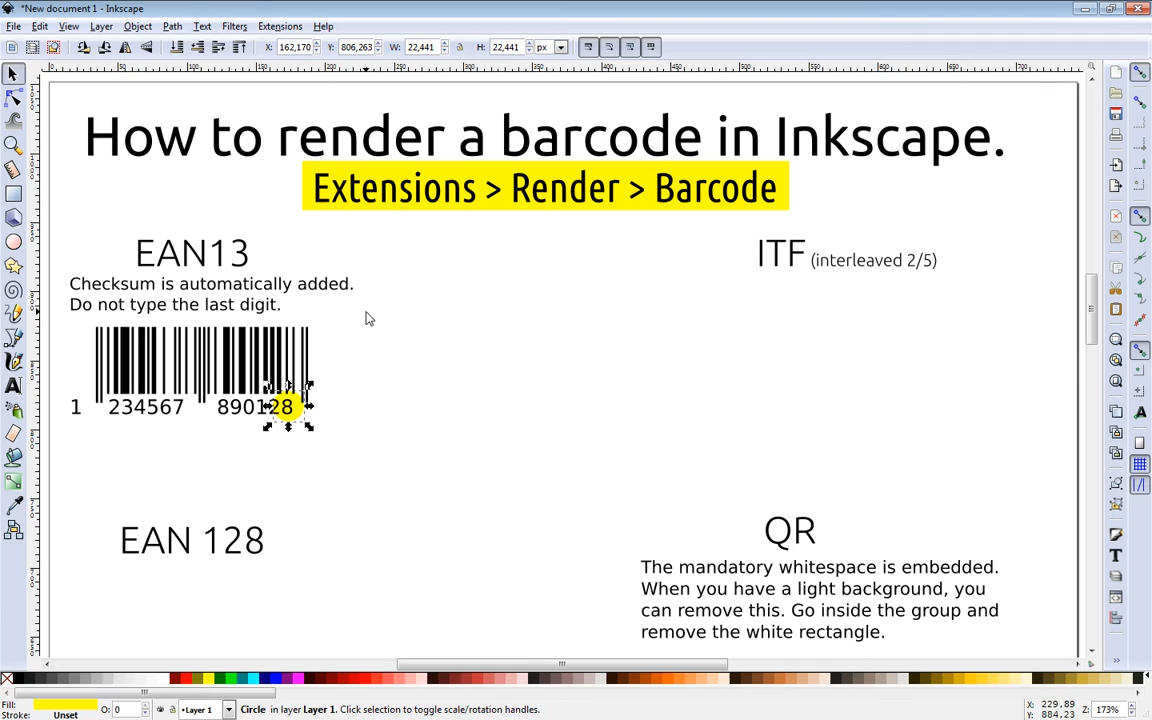 *New document 1 - Inkscape
File Edit View Layer Object Path Text Filters Extensions Help
X: 162,170 Y: 806,263 W: 22,441 H: 22,441 px
How to render a barcode in Inkscape.
Extensions > Render > Barcode
EAN13
ITF (interleaved 2/5)
Checksum is automatically added.
Do not type the last digit.
1 234567 890128
EAN 128
QR
The mandatory whitespace is embedded.
When you have a light background, you
can remove this. Go inside the group and
remove the white rectangle.
Fill:
Stroke: Unset
O: 0
•Layer 1
Circle in layer Layer 1. Click selection to toggle scale/rotation handles.
X: 229,89
Y: 884,23
Z: 173%